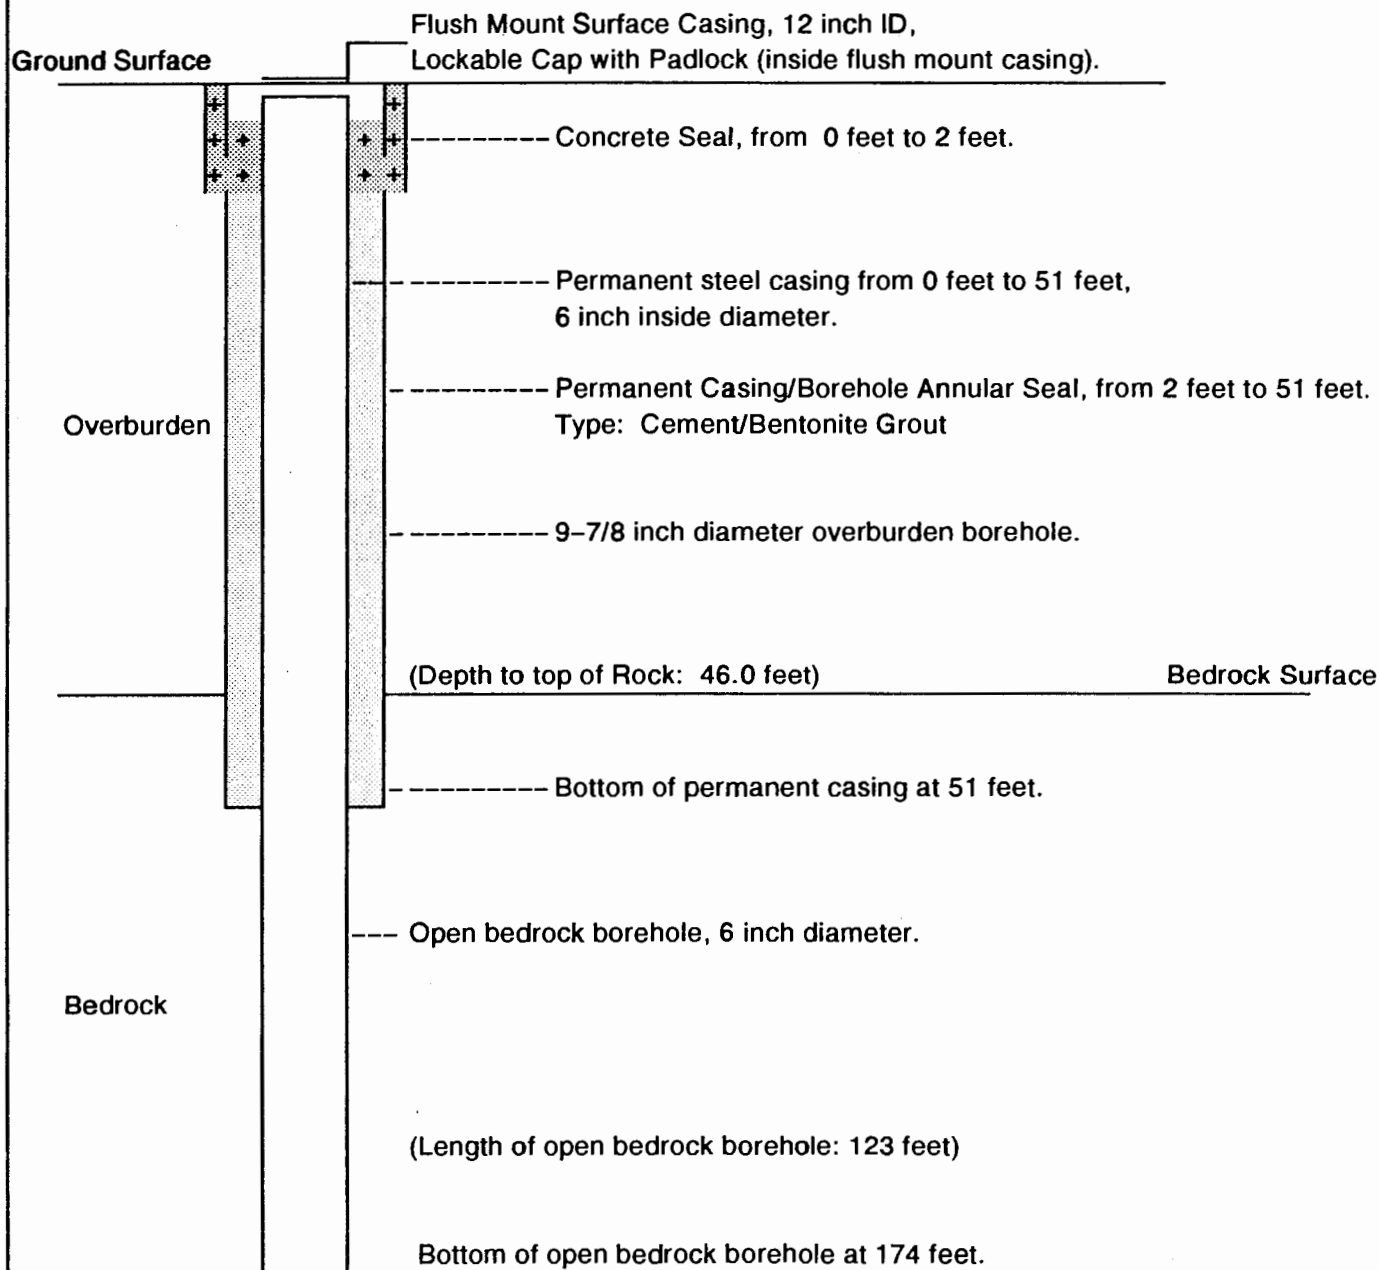 Flush Mount Surface Casing, 12 inch ID,
Ground Surface
Lockable Cap with Padlock (inside flush mount casing).
Concrete Seal, from 0 feet to 2 feet.
Permanent steel casing from 0 feet to 51 feet,
6 inch inside diameter.
Permanent Casing/Borehole Annular Seal, from 2 feet to 51 feet.
Overburden
Type: Cement/Bentonite Grout
9–7/8 inch diameter overburden borehole.
(Depth to top of Rock: 46.0 feet)
Bedrock Surface
Bottom of permanent casing at 51 feet.
Open bedrock borehole, 6 inch diameter.
Bedrock
(Length of open bedrock borehole: 123 feet)
Bottom of open bedrock borehole at 174 feet.